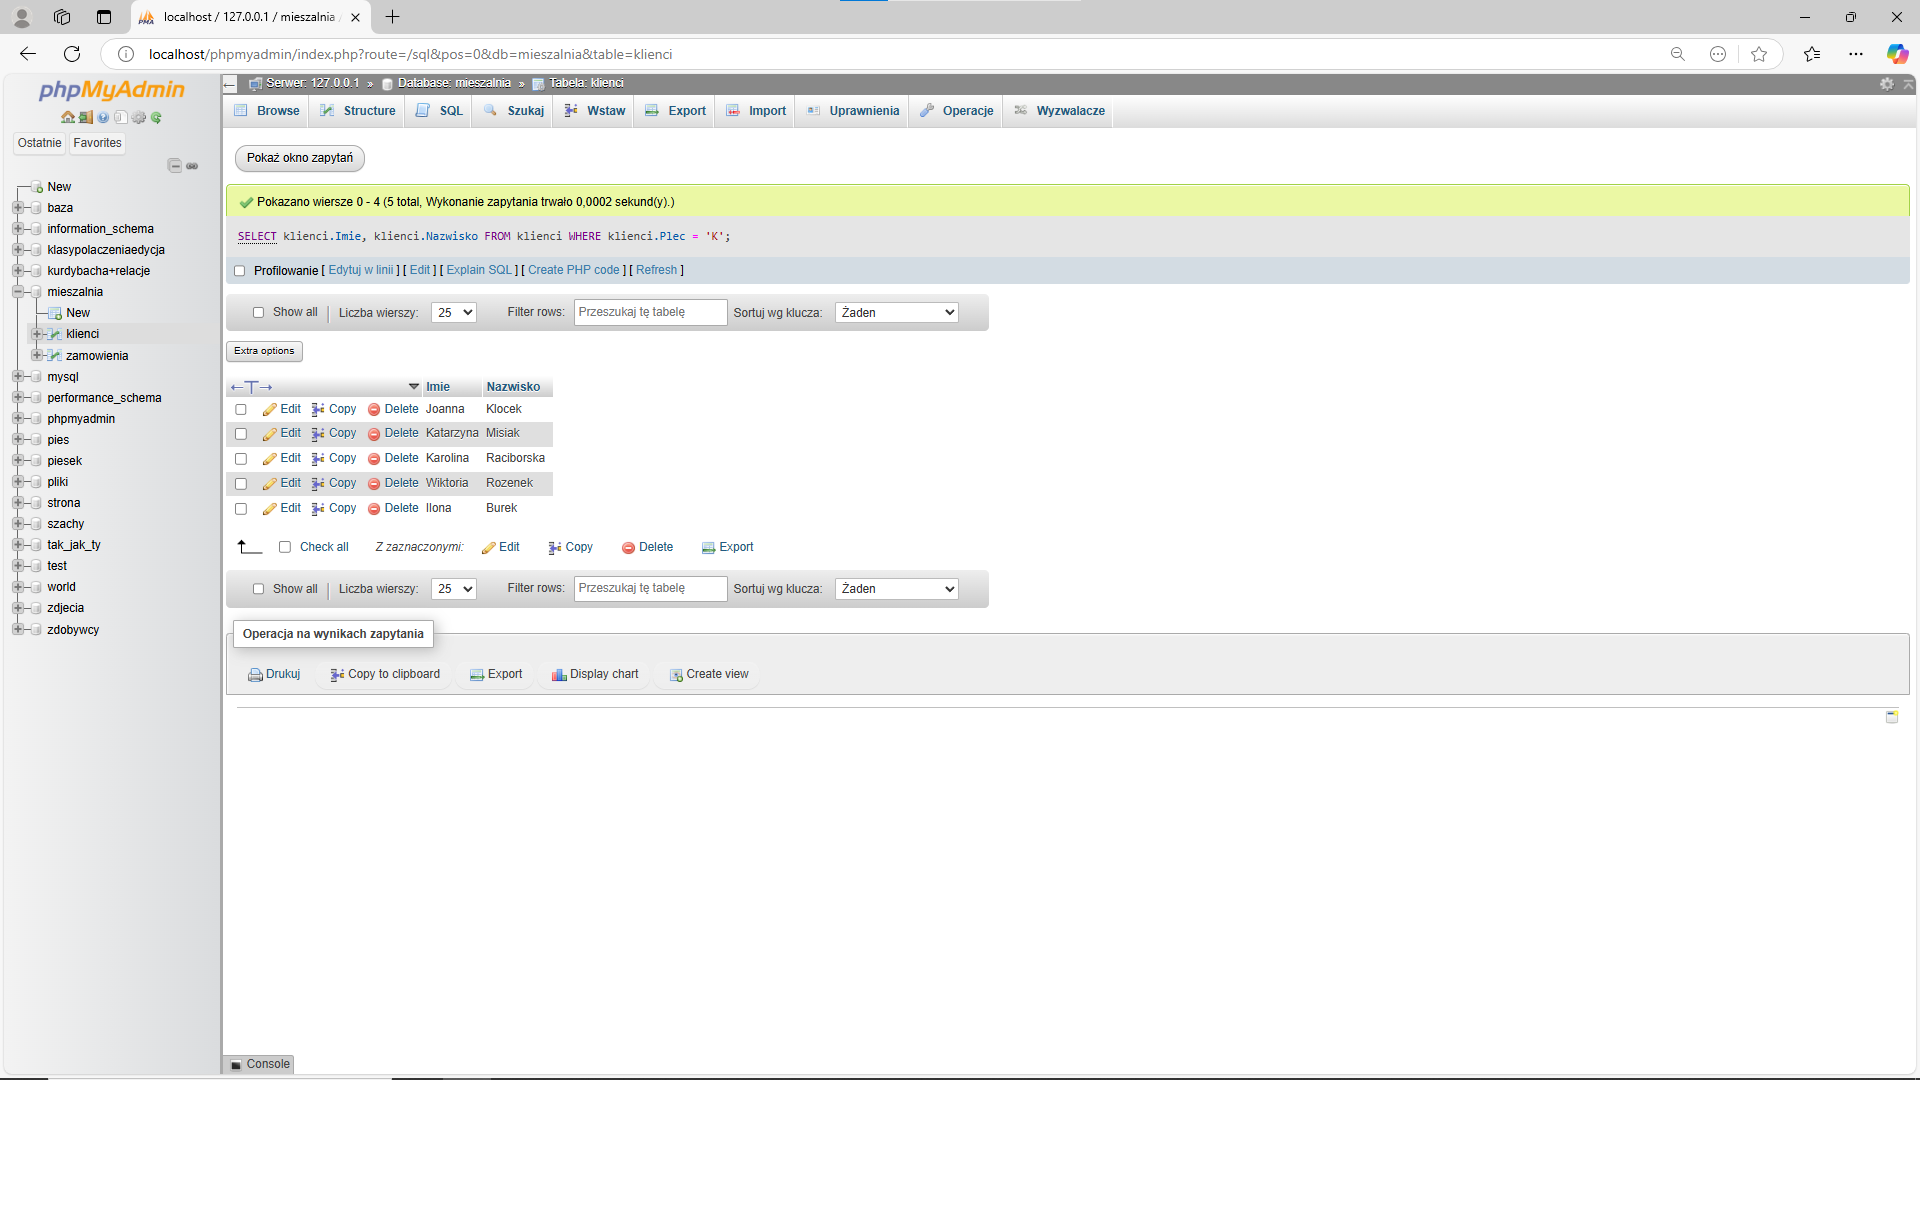 localhost / 127.0.0.1 / mieszalnia
localhost/phpmyadmin/index.php?route=/sql&pos=0&db=mieszalnia&table=klienci
phpMyAdmin
Ostatnie Favorites
New
baza
information_schema
klasypolaczeniaedycja
kurdybacha+relacje
mieszalnia
New
klienci
zamowienia
mysql
performance_schema
phpmyadmin
pies
piesek
pliki
strona
szachy
tak_jak_ty
test
world
zdjecia
zdobywcy
Serwer: 127.0.0.1 » Database: mieszalnia » Tabela: klienci
Browse Structure SQL Szukaj Wstaw Export Import Uprawnienia Operacje Wyzwalacze
Pokaż okno zapytań
Pokazano wiersze 0 - 4 (5 total, Wykonanie zapytania trwało 0,0002 sekund(y).)
SELECT klienci.Imie, klienci.Nazwisko FROM klienci WHERE klienci.Plec = 'K';
Profilowanie [ Edytuj w linii ] [ Edit ] [ Explain SQL ] [ Create PHP code ] [ Refresh ]
Show all Liczba wierszy: 25 Filter rows: Przeszukaj tę tabelę Sortuj wg klucza: Żaden
Extra options
←T→ Imie Nazwisko
Edit Copy Delete Joanna Klocek
Edit Copy Delete Katarzyna Misiak
Edit Copy Delete Karolina Raciborska
Edit Copy Delete Wiktoria Rozenek
Edit Copy Delete Ilona Burek
Check all Z zaznaczonymi: Edit Copy Delete Export
Show all Liczba wierszy: 25 Filter rows: Przeszukaj tę tabelę Sortuj wg klucza: Żaden
Operacja na wynikach zapytania
Drukuj Copy to clipboard Export Display chart Create view
Console